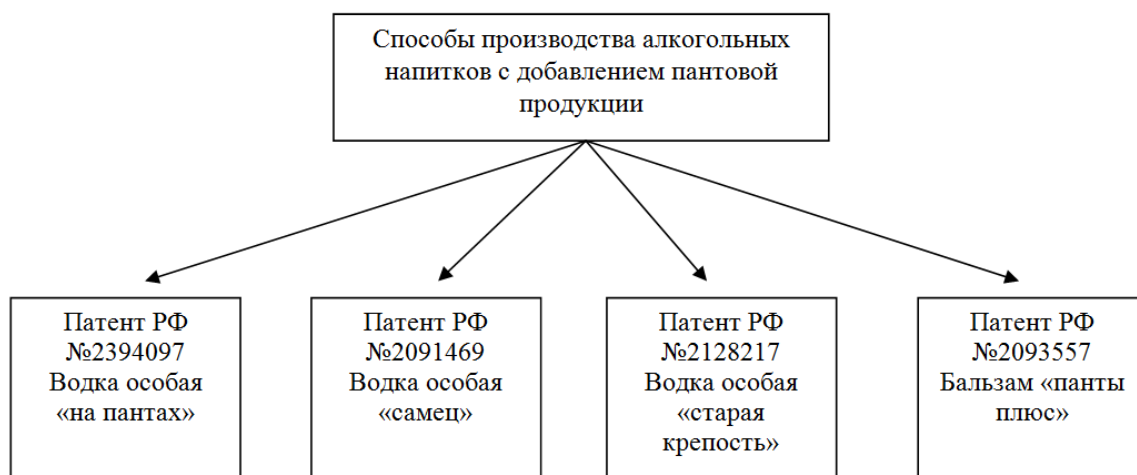 Способы производства алкогольных
напитков с добавлением пантовой
продукции
Патент РФ
№2394097
Водка особая
«на пантах»
Патент РФ
№2091469
Водка особая
«самец»
Патент РФ
№2128217
Водка особая
«старая
крепость»
Патент РФ
№2093557
Бальзам «панты
плюс»